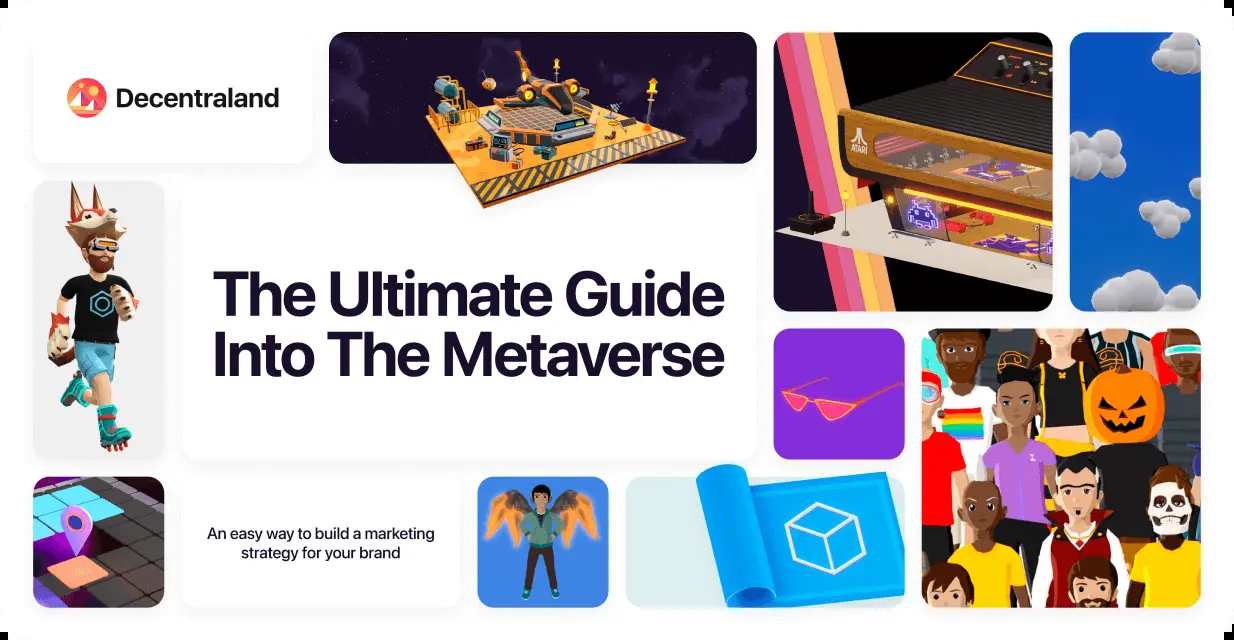 Decentraland
ATARI
The Ultimate Guide
Into The Metaverse
An easy way to build a marketing
strategy for your brand